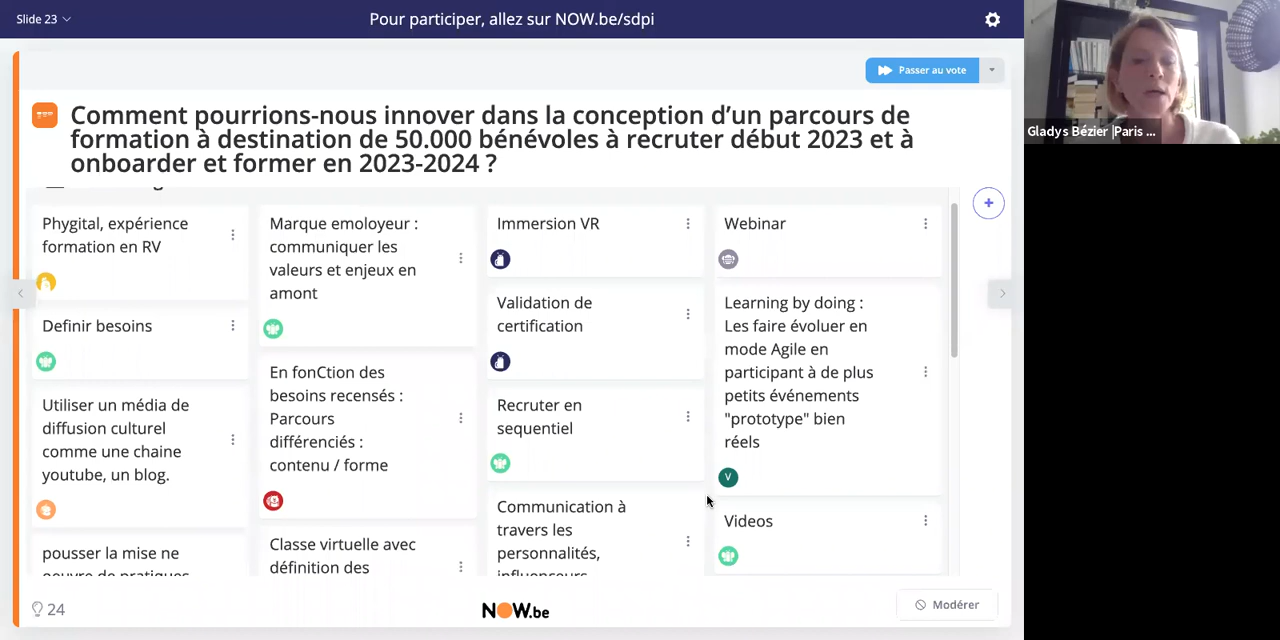 Slide 23
Pour participer, allez sur NOW.be/sdpi
Passer au vote
Comment pourrions-nous innover dans la conception d’un parcours de
formation à destination de 50.000 bénévoles à recruter début 2023 et à
onboarder et former en 2023-2024 ?
Phygital, expérience
formation en RV
Definir besoins
Utiliser un média de
diffusion culturel
comme une chaine
youtube, un blog.
pousser la mise ne
oeuvre de pratiques
Marque emoloyeur :
communiquer les
valeurs et enjeux en
amont
En fonCtion des
besoins recensés :
Parcours
différenciés :
contenu / forme
Classe virtuelle avec
définition des
Immersion VR
Validation de
certification
Recruter en
sequentiel
Communication à
travers les
personnalités,
influenceurs
Webinar
Learning by doing :
Les faire évoluer en
mode Agile en
participant à de plus
petits événements
"prototype" bien
réels
V
Videos
24
NOW.be
Modérer
Gladys Bézier |Paris ...